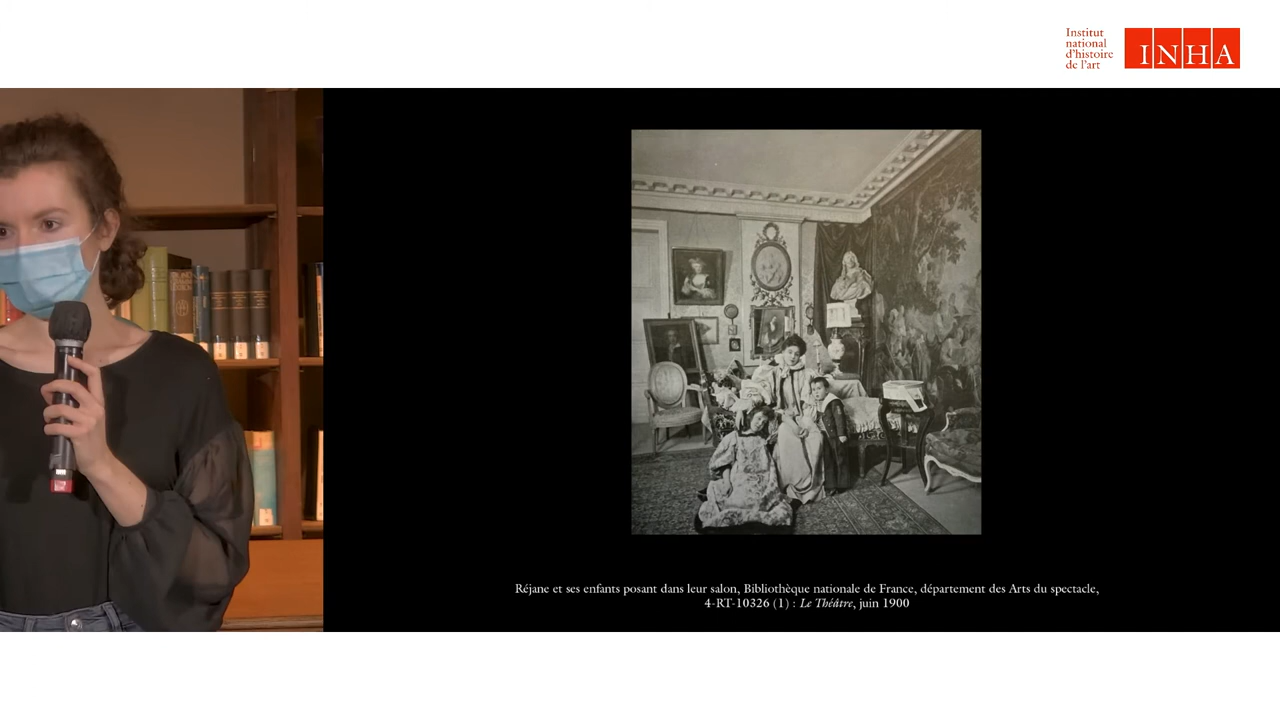 Institut
national
d'histoire
de l'art
INHA
Réjane et ses enfants posant dans leur salon, Bibliothèque nationale de France, département des Arts du spectacle,
4-RT-10326 (1) : Le Théâtre, juin 1900